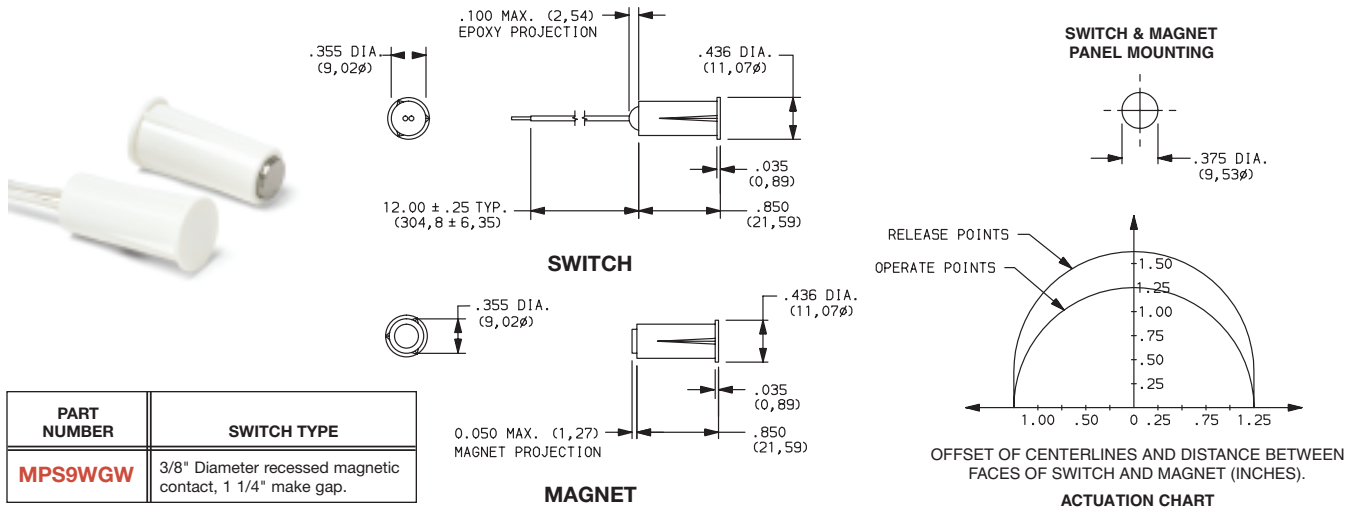 .100 MAX. (2,54)
EPOXY PROJECTION
.355 DIA.
(9,02ø)
.436 DIA.
(11,07ø)
.035
(0,89)
12.00 ± .25 TYP.
(304,8 ± 6,35)
.850
(21,59)
SWITCH
.355 DIA.
(9,02ø)
.436 DIA.
(11,07ø)
.035
(0,89)
0.050 MAX. (1,27)
MAGNET PROJECTION
.850
(21,59)
MAGNET
PART
NUMBER
SWITCH TYPE
MPS9WGW
3/8" Diameter recessed magnetic
contact, 1 1/4" make gap.
SWITCH & MAGNET
PANEL MOUNTING
.375 DIA.
(9,53ø)
RELEASE POINTS
OPERATE POINTS
1.50
1.25
1.00
.75
.50
.25
1.00 .50 0 .25 .75 1.25
OFFSET OF CENTERLINES AND DISTANCE BETWEEN
FACES OF SWITCH AND MAGNET (INCHES).
ACTUATION CHART